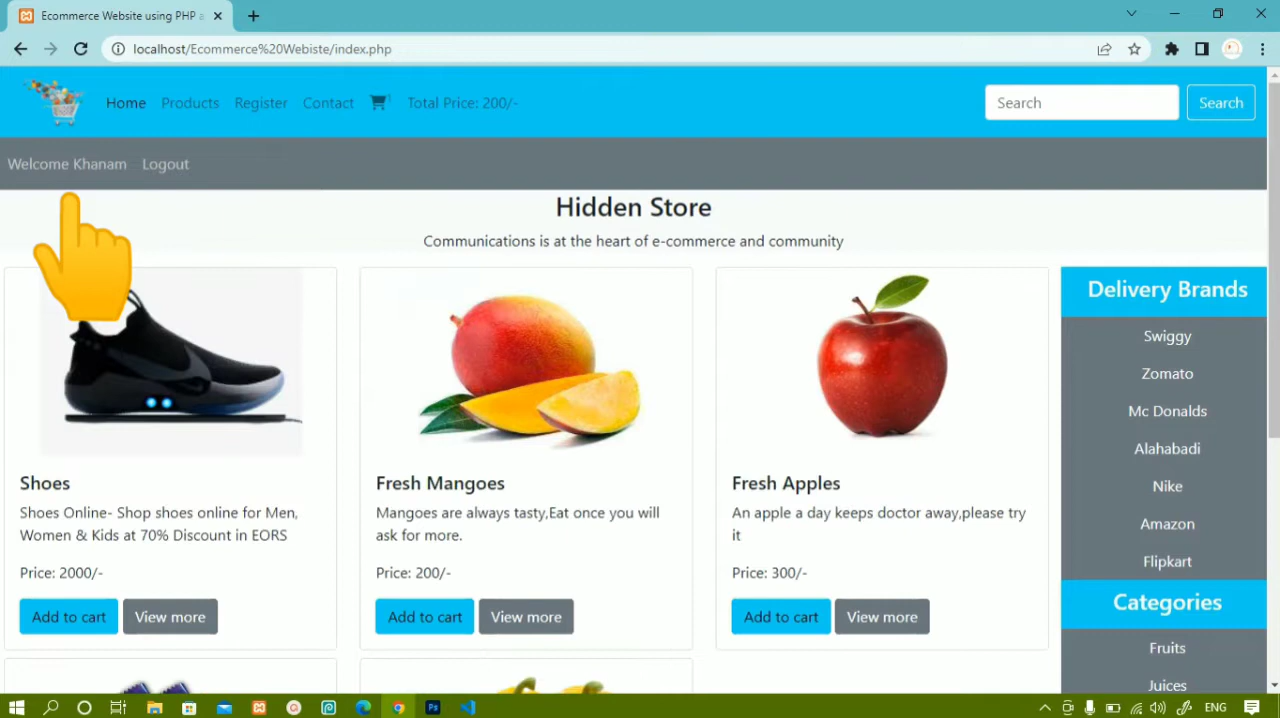 Ecommerce Website using PHP a
localhost/Ecommerce%20Webiste/index.php
Home Products Register Contact 1 Total Price: 200/- Search Search
Welcome Khanam Logout
Hidden Store
Communications is at the heart of e-commerce and community
Shoes
Shoes Online- Shop shoes online for Men,
Women & Kids at 70% Discount in EORS
Price: 2000/-
Add to cart View more
Fresh Mangoes
Mangoes are always tasty,Eat once you will
ask for more.
Price: 200/-
Add to cart View more
Fresh Apples
An apple a day keeps doctor away,please try
it
Price: 300/-
Add to cart View more
Delivery Brands
Swiggy
Zomato
Mc Donalds
Alahabadi
Nike
Amazon
Flipkart
Categories
Fruits
Juices
Ps
ENG